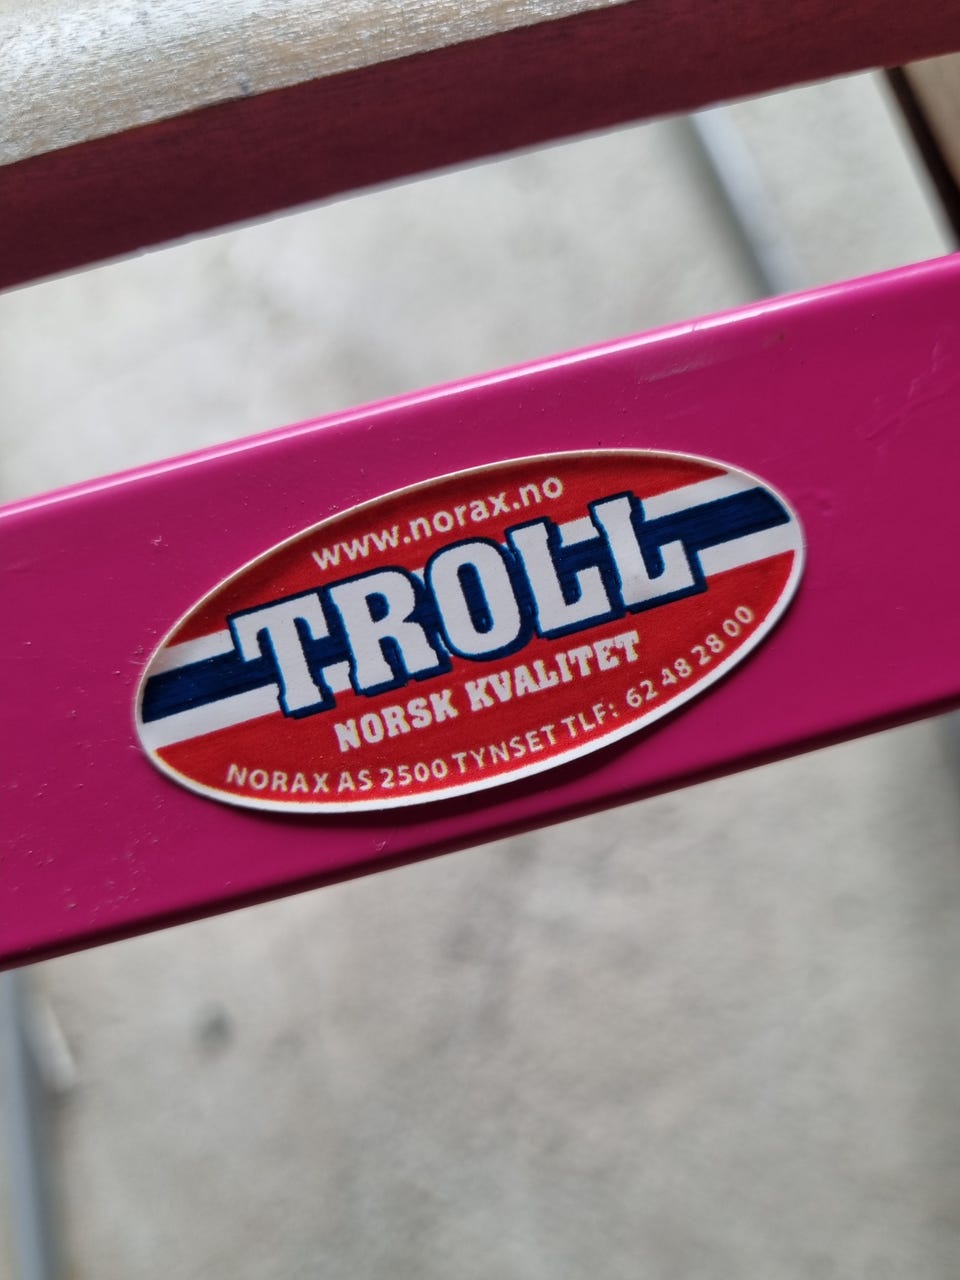 www.norax.no
TROLL
NORSK KVALITET
NORAX AS 2500 TYNSET TLF: 62 48 28 00